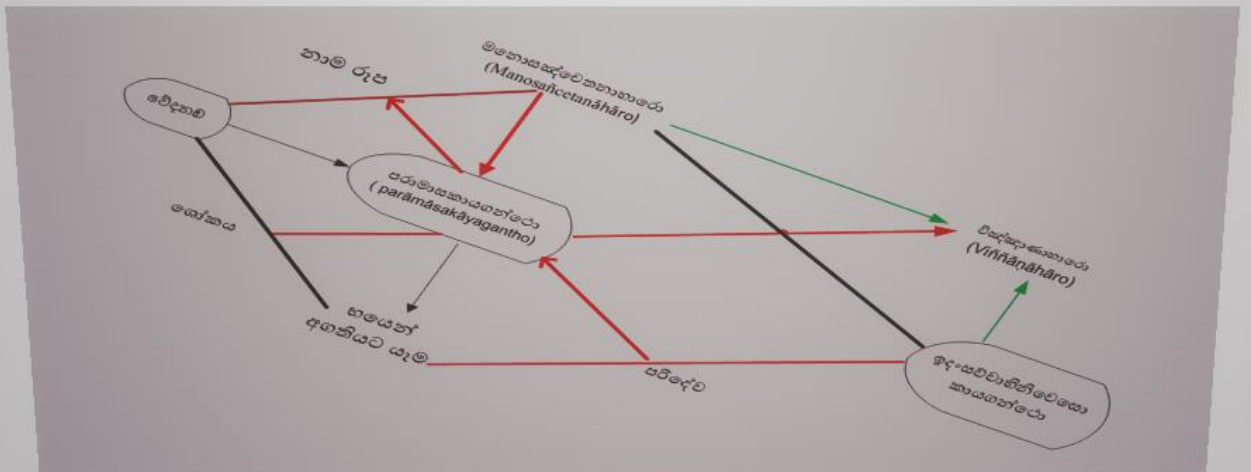 නාම රූප
මනොසඤ්චෙතනාහාරො
(Manosañcetanāhāro)
වේදනාව
පරාමාසකායගන්ථො
( parāmāsakāyagantho)
ශෝකය
විඤ්ඤාණාහාරො
(Viññāṇāhāro)
භයෙන්
අගතියට යෑම
පරිදේව
ඉදංසච්චාභිනිවෙසො
කායගන්ථො